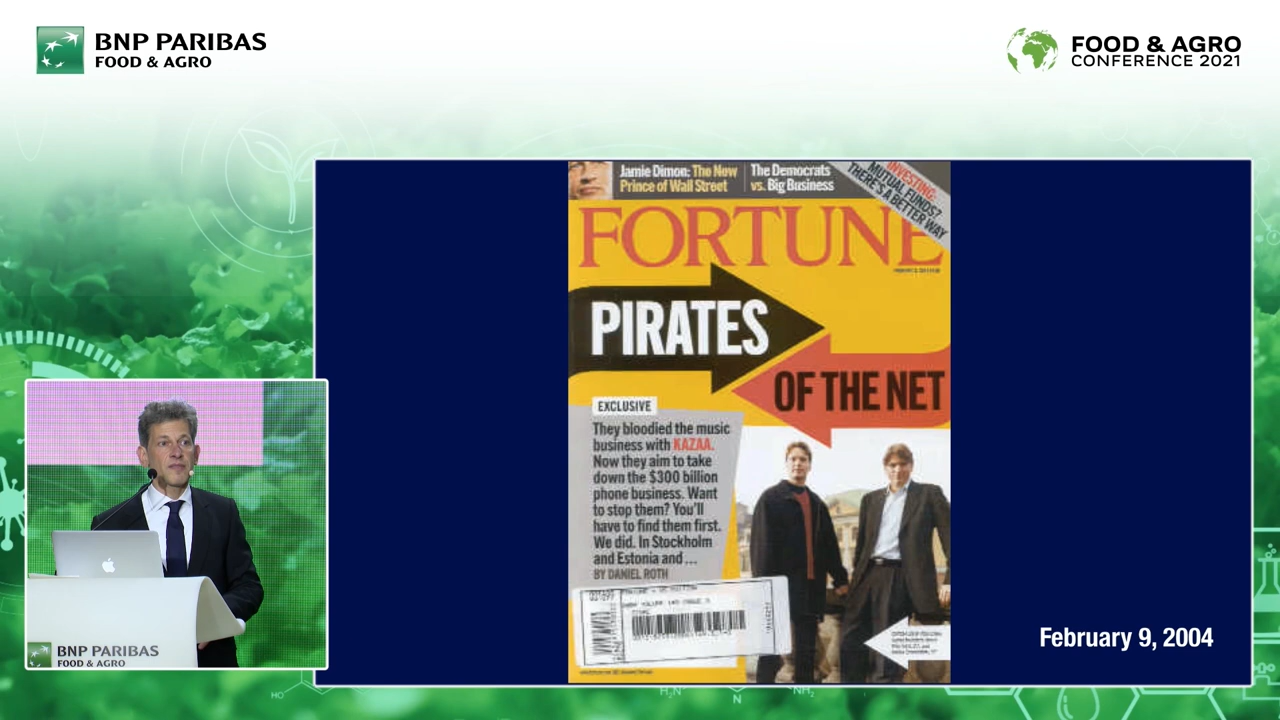 BNP PARIBAS
FOOD & AGRO
FOOD & AGRO
CONFERENCE 2021
Jamie Dimon: The New
Prince of Wall Street
The Democrats
vs. Big Business
INVESTING:
MUTUAL FUNDS?
THERE'S A BETTER WAY
FORTUNE
PIRATES
OF THE NET
EXCLUSIVE
They bloodied the music
business with KAZAA.
Now they aim to take
down the $300 billion
phone business. Want
to stop them? You'll
have to find them first.
We did. In Stockholm
and Estonia and ...
BY DANIEL ROTH
February 9, 2004
BNP PARIBAS
FOOD & AGRO
HO
H₂N
N
NH₂